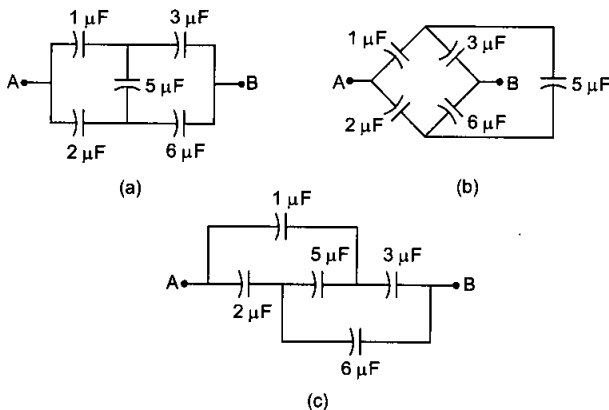 1 μF 3 μF
A B
5 μF
2 μF 6 μF
(a)
1 μF 3 μF
A B
5 μF
2 μF 6 μF
(b)
1 μF
5 μF 3 μF
A B
2 μF
6 μF
(c)